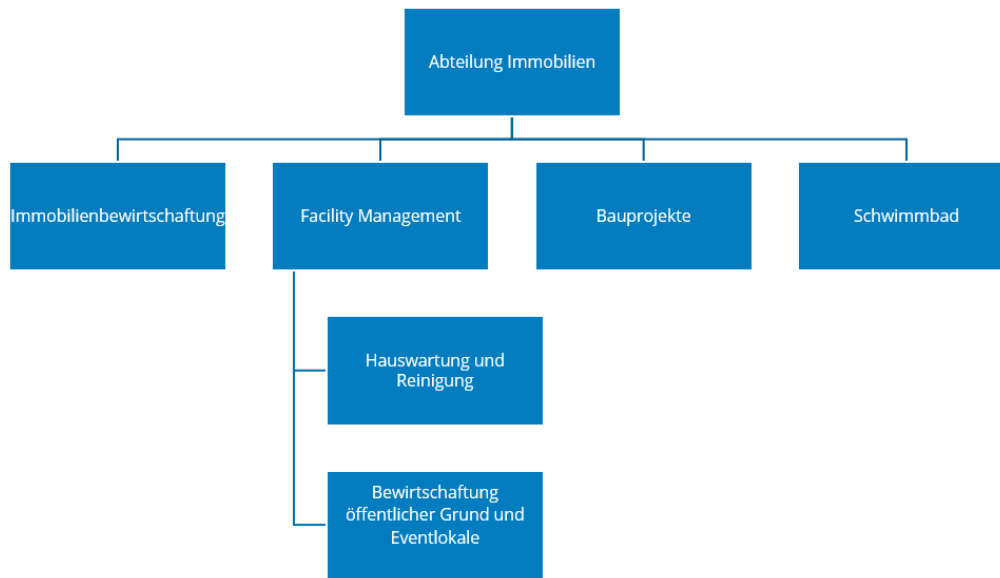 Abteilung Immobilien
Immobilienbewirtschaftung
Facility Management
Bauprojekte
Schwimmbad
Hauswartung und
Reinigung
Bewirtschaftung
öffentlicher Grund und
Eventlokale